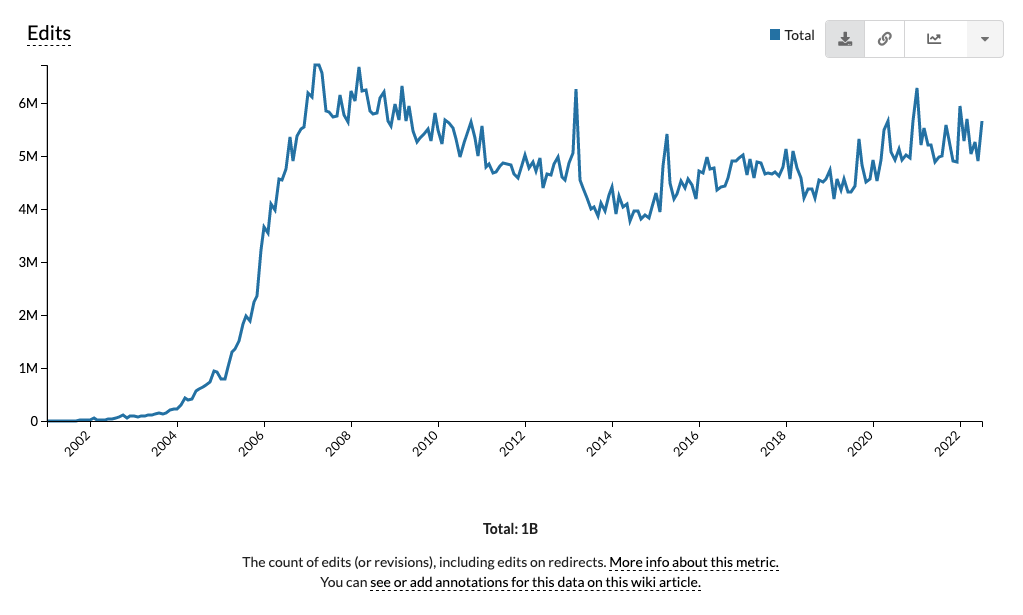 Edits
Total
6M
5M
4M
3M
2M
1M
0
2002 2004 2006 2008 2010 2012 2014 2016 2018 2020 2022
Total: 1B
The count of edits (or revisions), including edits on redirects. More info about this metric.
You can see or add annotations for this data on this wiki article.